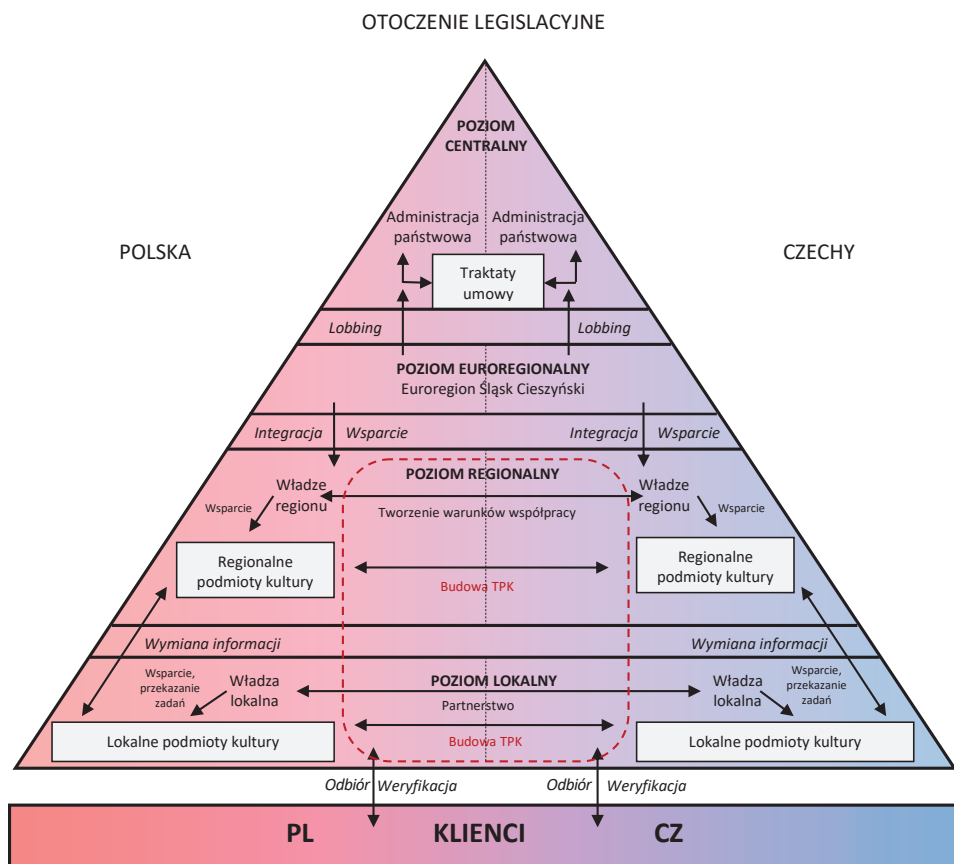 OTOCZENIE LEGISLACYJNE
POZIOM
CENTRALNY
POLSKA
CZECHY
Administracja
państwowa
Administracja
państwowa
Traktaty
umowy
Lobbing
Lobbing
POZIOM EUROREGIONALNY
Euroregion Śląsk Cieszyński
Integracja
Wsparcie
Integracja
Wsparcie
POZIOM REGIONALNY
Władze
regionu
Władze
regionu
Wsparcie
Tworzenie warunków współpracy
Wsparcie
Regionalne
podmioty kultury
Regionalne
podmioty kultury
Budowa TPK
Wymiana informacji
Wymiana informacji
Wsparcie,
przekazanie
zadań
Władza
lokalna
POZIOM LOKALNY
Partnerstwo
Władza
lokalna
Wsparcie,
przekazanie
zadań
Lokalne podmioty kultury
Budowa TPK
Lokalne podmioty kultury
Odbiór
Weryfikacja
Odbiór
Weryfikacja
PL KLIENCI CZ